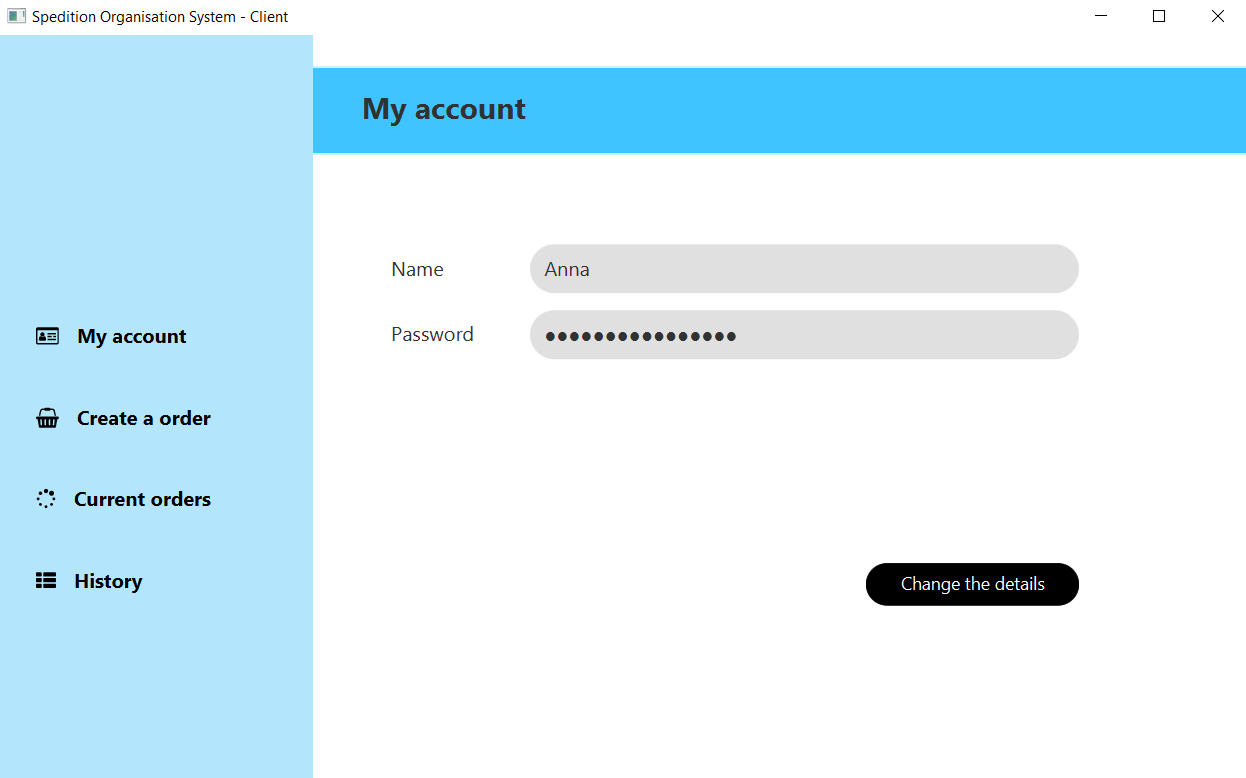 Spedition Organisation System - Client
My account
Name
Anna
Password
●●●●●●●●●●●●●●●●
My account
Create a order
Current orders
History
Change the details